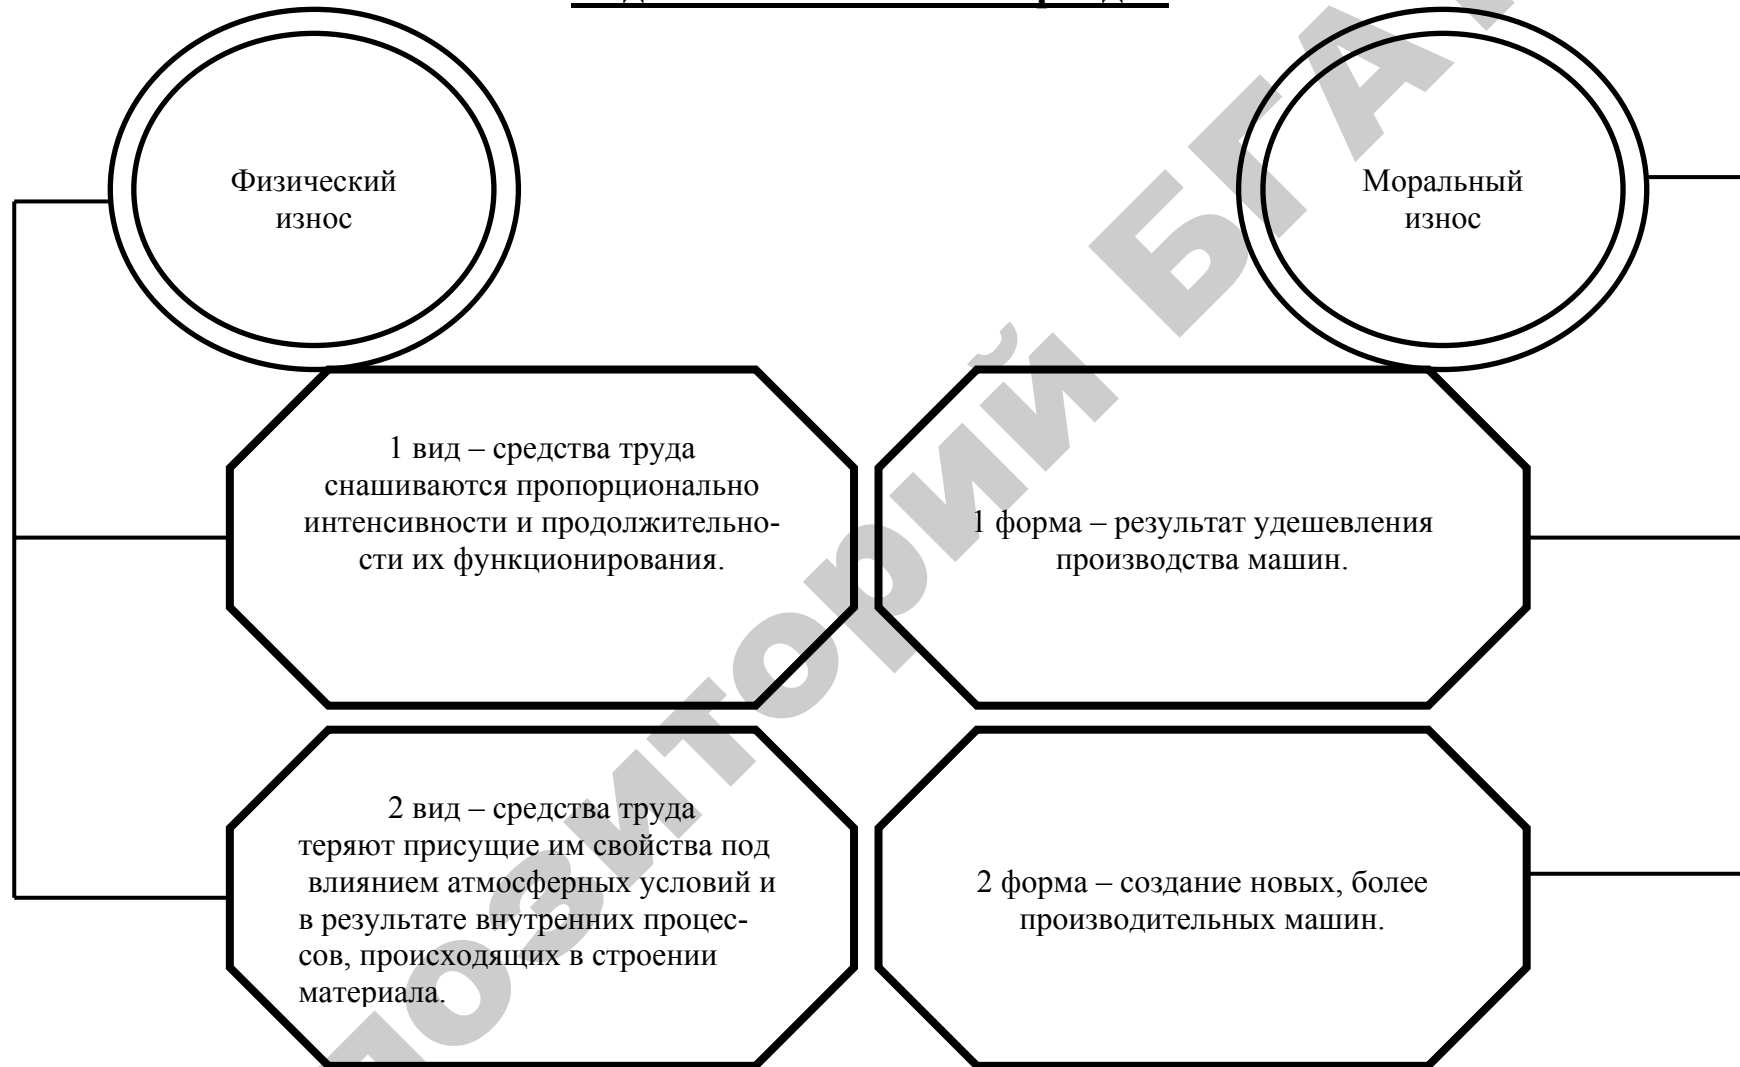 Физический
износ
Моральный
износ
1 вид – средства труда
снашиваются пропорционально
интенсивности и продолжительно-
сти их функционирования.
1 форма – результат удешевления
производства машин.
2 вид – средства труда
теряют присущие им свойства под
влиянием атмосферных условий и
в результате внутренних процес-
сов, происходящих в строении
материала.
2 форма – создание новых, более
производительных машин.
позиторий БГА